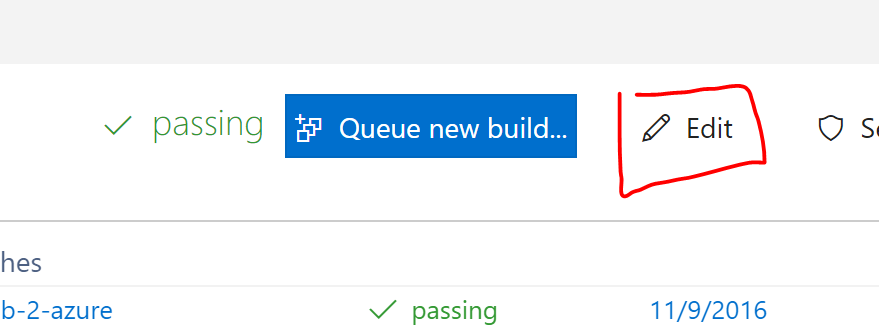 passing Queue new build... Edit
hes
b-2-azure passing 11/9/2016